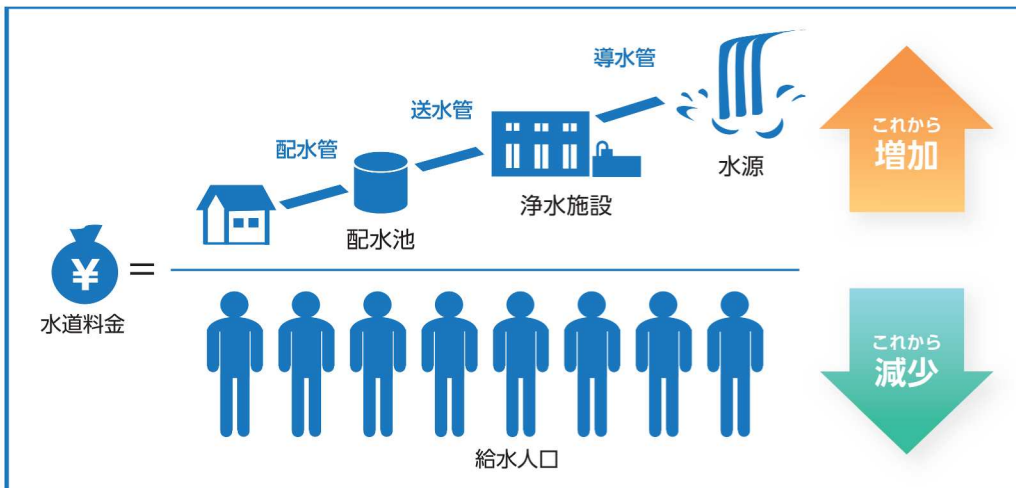 導水管
送水管
配水管
水源
浄水施設
配水池
これから
増加
¥
=
水道料金
これから
減少
給水人口